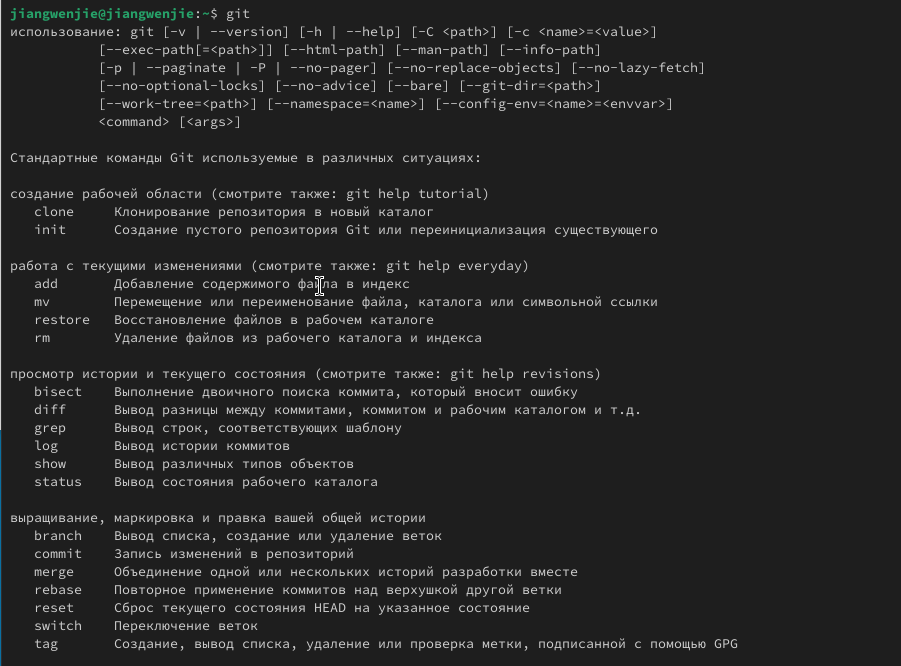 jiangwenjie@jiangwenjie:~$ git
использование: git [-v | --version] [-h | --help] [-C <path>] [-c <name>=<value>]
           [--exec-path[=<path>]] [--html-path] [--man-path] [--info-path]
           [-p | --paginate | -P | --no-pager] [--no-replace-objects] [--no-lazy-fetch]
           [--no-optional-locks] [--no-advice] [--bare] [--git-dir=<path>]
           [--work-tree=<path>] [--namespace=<name>] [--config-env=<name>=<envvar>]
           <command> [<args>]

Стандартные команды Git используемые в различных ситуациях:

создание рабочей области (смотрите также: git help tutorial)
   clone     Клонирование репозитория в новый каталог
   init      Создание пустого репозитория Git или переинициализация существующего

работа с текущими изменениями (смотрите также: git help everyday)
   add       Добавление содержимого файла в индекс
   mv        Перемещение или переименование файла, каталога или символьной ссылки
   restore   Восстановление файлов в рабочем каталоге
   rm        Удаление файлов из рабочего каталога и индекса

просмотр истории и текущего состояния (смотрите также: git help revisions)
   bisect    Выполнение двоичного поиска коммита, который вносит ошибку
   diff      Вывод разницы между коммитами, коммитом и рабочим каталогом и т.д.
   grep      Вывод строк, соответствующих шаблону
   log       Вывод истории коммитов
   show      Вывод различных типов объектов
   status    Вывод состояния рабочего каталога

выращивание, маркировка и правка вашей общей истории
   branch    Вывод списка, создание или удаление веток
   commit    Запись изменений в репозиторий
   merge     Объединение одной или нескольких историй разработки вместе
   rebase    Повторное применение коммитов над верхушкой другой ветки
   reset     Сброс текущего состояния HEAD на указанное состояние
   switch    Переключение веток
   tag       Создание, вывод списка, удаление или проверка метки, подписанной с помощью GPG